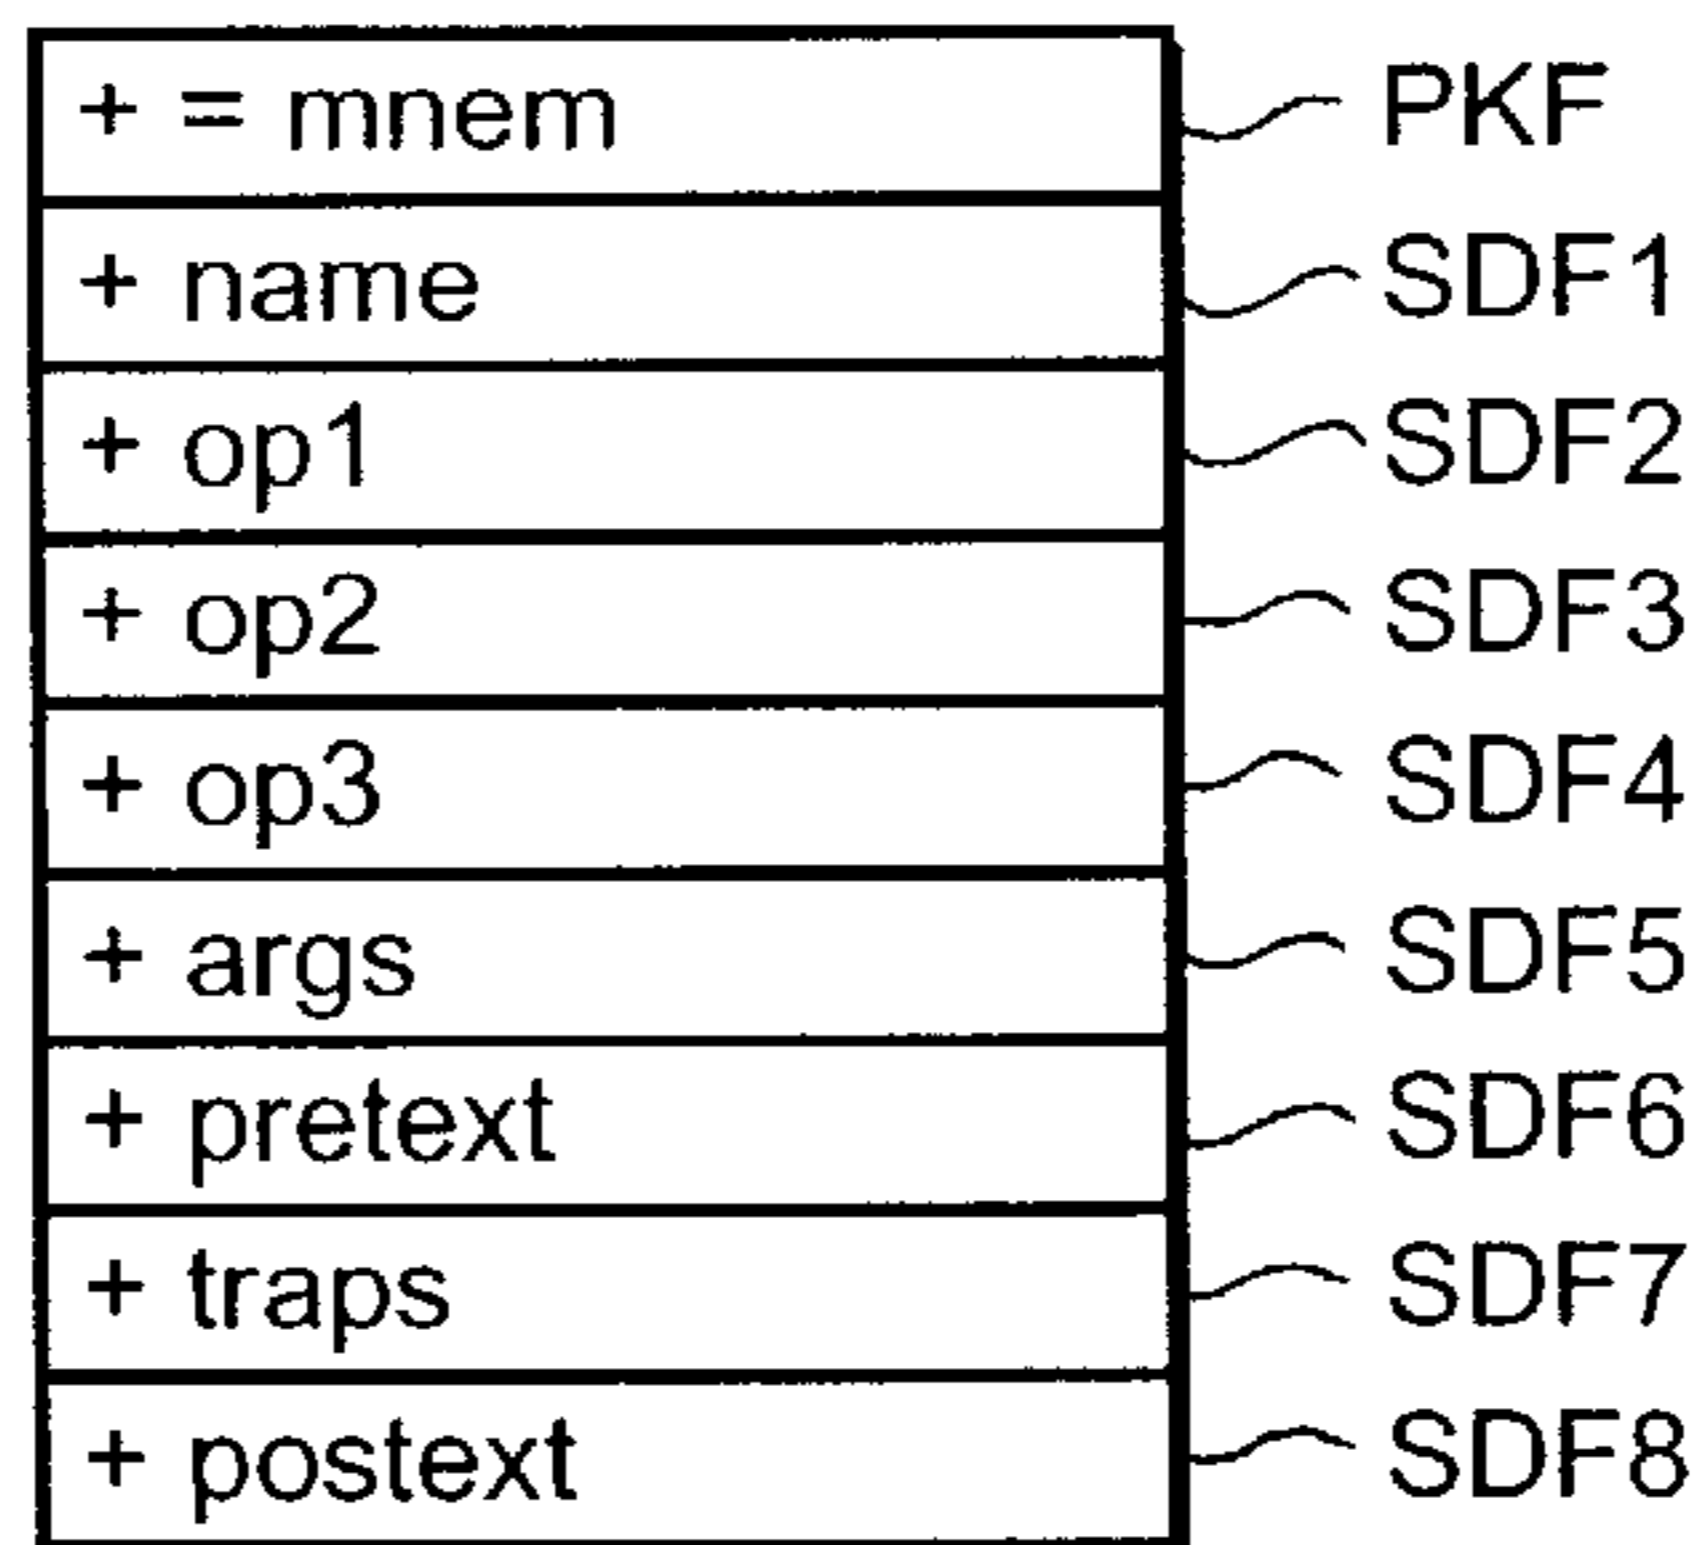 + = mnem PKF
+ name SDF1
+ op1 SDF2
+ op2 SDF3
+ op3 SDF4
+ args SDF5
+ pretext SDF6
+ traps SDF7
+ postext SDF8